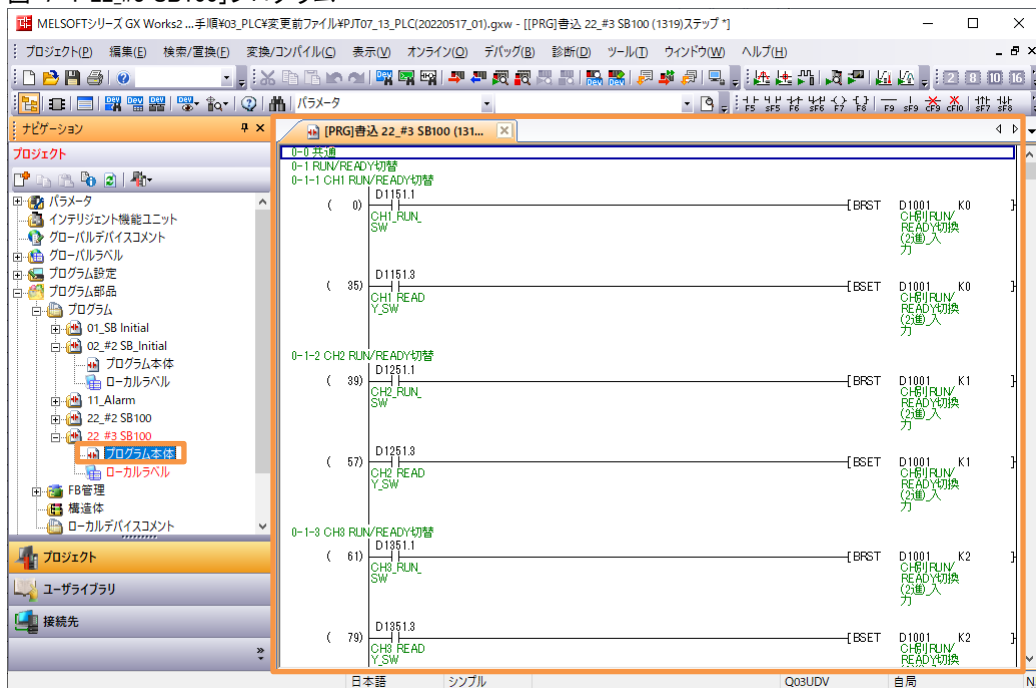 MELSOFTシリーズ GX Works2 ...手順¥03_PLC¥変更前ファイル¥PJT07_13_PLC(20220517_01).gxw - [[PRG]書込 22_#3 SB100 (1319)ステップ *]
プロジェクト(P) 編集(E) 検索/置換(F) 変換/コンパイル(C) 表示(V) オンライン(O) デバッグ(B) 診断(D) ツール(T) ウィンドウ(W) ヘルプ(H)
パラメータ
ナビゲーション
[PRG]書込 22_#3 SB100 (131...
プロジェクト
パラメータ
インテリジェント機能ユニット
グローバルデバイスコメント
グローバルラベル
プログラム設定
プログラム部品
プログラム
01_SB Initial
02_#2 SB_Initial
プログラム本体
ローカルラベル
11_Alarm
22_#2 SB100
22_#3 SB100
プログラム本体
ローカルラベル
FB管理
構造体
ローカルデバイスコメント
プロジェクト
ユーザライブラリ
接続先
0-0 共通
0-1 RUN/READY切替
0-1-1 CH1 RUN/READY切替
D1151.1
( 0) [BRST D1001 K0 ]
CH1_RUN_
SW
CH別RUN/
READY切換
(2進)_入
力
D1151.3
( 35) [BSET D1001 K0 ]
CH1 READ
Y_SW
CH別RUN/
READY切換
(2進)_入
力
0-1-2 CH2 RUN/READY切替
D1251.1
( 39) [BRST D1001 K1 ]
CH2_RUN_
SW
CH別RUN/
READY切換
(2進)_入
力
D1251.3
( 57) [BSET D1001 K1 ]
CH2 READ
Y_SW
CH別RUN/
READY切換
(2進)_入
力
0-1-3 CH3 RUN/READY切替
D1351.1
( 61) [BRST D1001 K2 ]
CH3_RUN_
SW
CH別RUN/
READY切換
(2進)_入
力
D1351.3
( 79) [BSET D1001 K2 ]
CH3 READ
Y_SW
CH別RUN/
READY切換
日本語 シンプル Q03UDV 自局